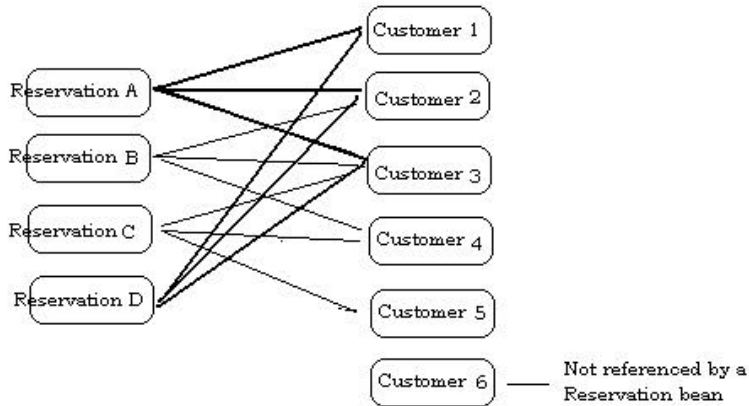 Customer 1
Reservation A
Customer 2
Reservation B
Customer 3
Reservation C
Customer 4
Reservation D
Customer 5
Customer 6
Not referenced by a
Reservation bean